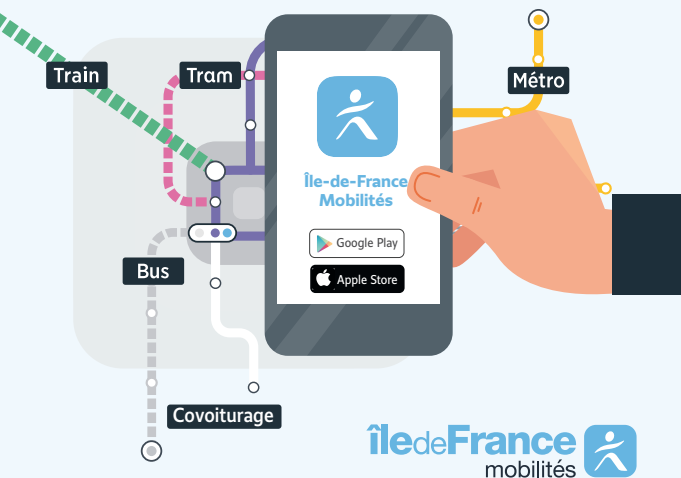 Train
Tram
Métro
Île-de-France
Mobilités
Google Play
Apple Store
Bus
Covoiturage
îledeFrance
mobilités